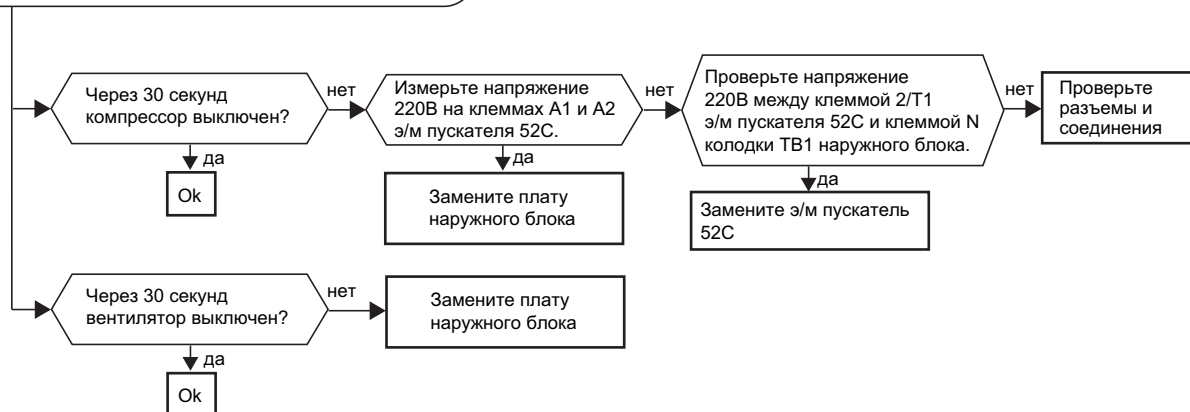 Через 30 секунд
компрессор выключен?
нет
да
Ok
Измерьте напряжение
220В на клеммах А1 и А2
э/м пускателя 52С.
нет
да
Замените плату
наружного блока
Проверьте напряжение
220В между клеммой 2/Т1
э/м пускателя 52С и клеммой N
колодки ТВ1 наружного блока.
нет
да
Замените э/м пускатель
52С
Проверьте
разъемы и
соединения
Через 30 секунд
вентилятор выключен?
нет
да
Ok
Замените плату
наружного блока